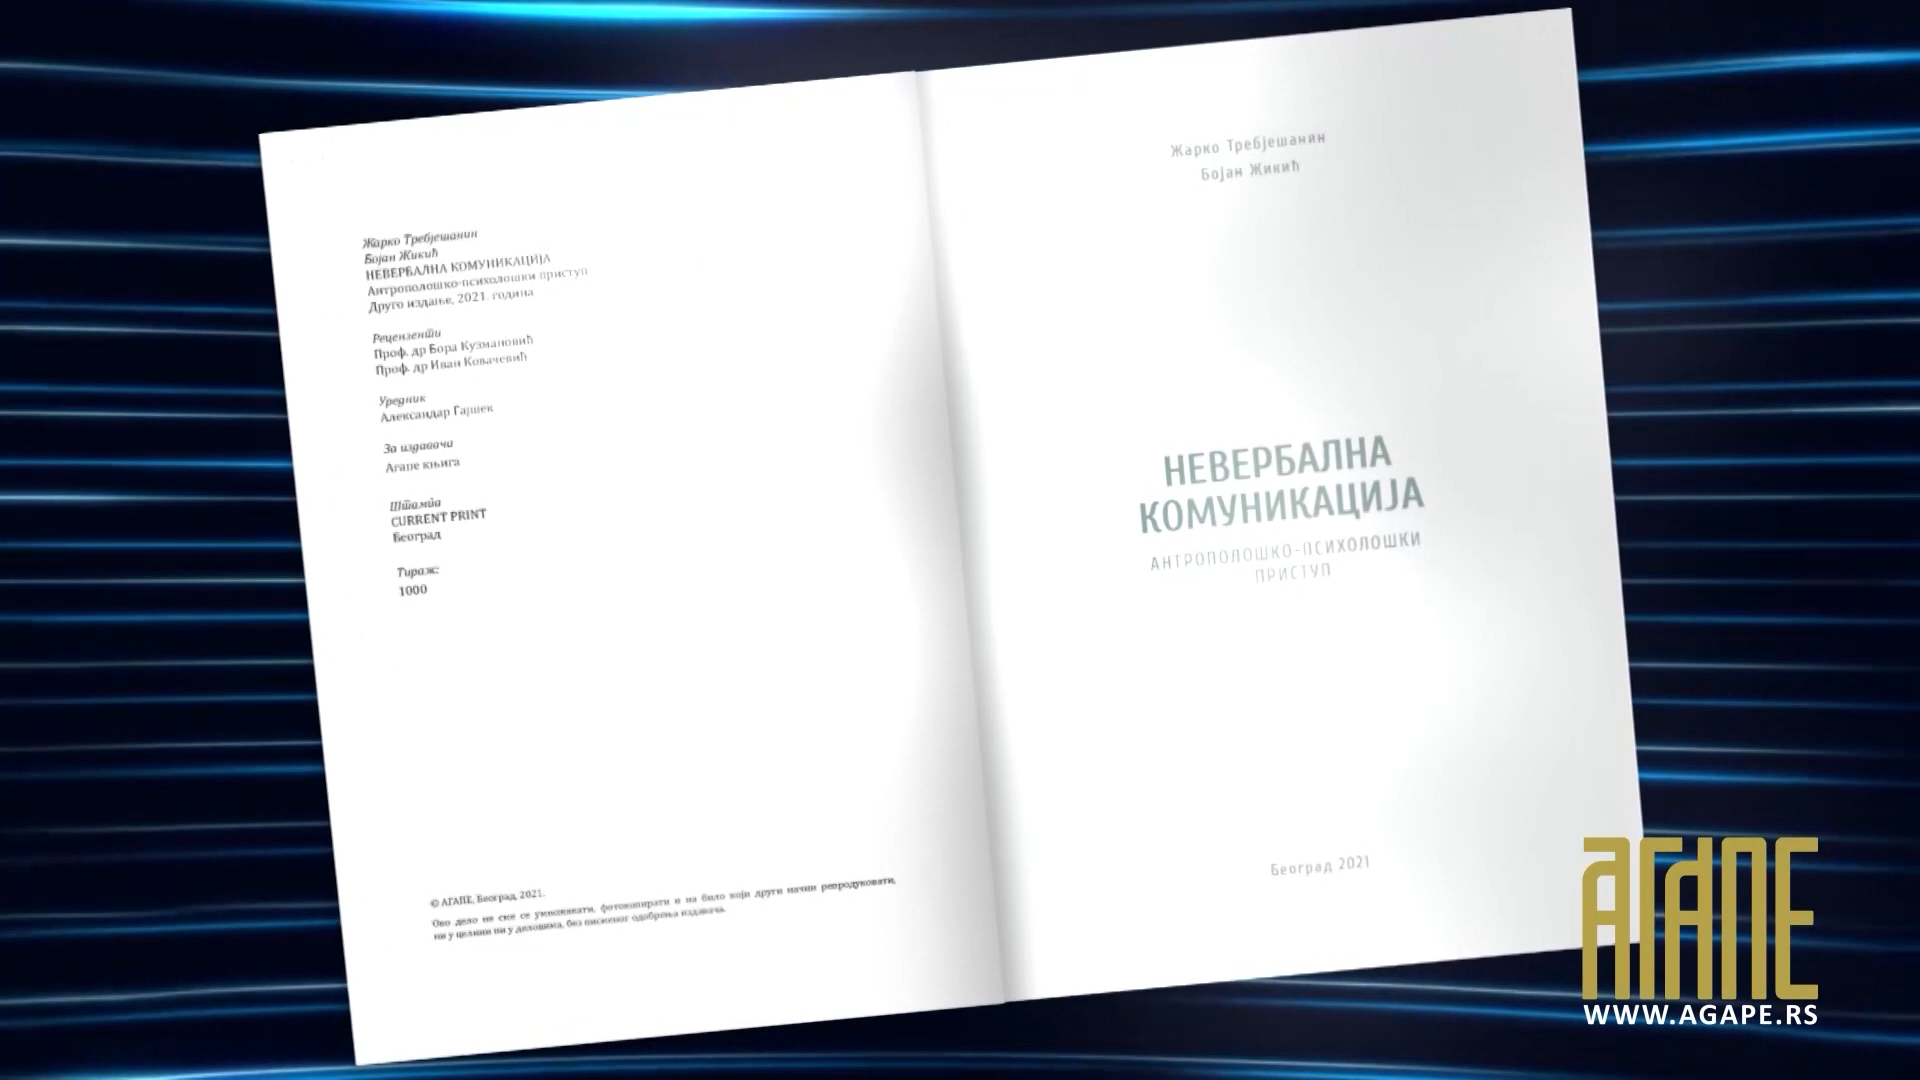 Жарко Требјешанин
Бојан Жикић
НЕВЕРБАЛНА КОМУНИКАЦИЈА
Антрополошко-психолошки приступ
Друго издање, 2021. година
Рецензенти
Проф. др Бора Кузмановић
Проф. др Иван Ковачевић
Уредник
Александар Гајшек
За издавача
Агапе књига
Штампа
CURRENT PRINT
Београд
Тираж:
1000
© АГАПЕ, Београд, 2021.
Ово дело не сме се умножавати, фотокопирати и на било који други начин репродуковати,
ни у целини ни у деловима, без писменог одобрења издавача.
Жарко Требјешанин
Бојан Жикић
НЕВЕРБАЛНА
КОМУНИКАЦИЈА
АНТРОПОЛОШКО-ПСИХОЛОШКИ
ПРИСТУП
Београд 2021
АГАПЕ
WWW.AGAPE.RS